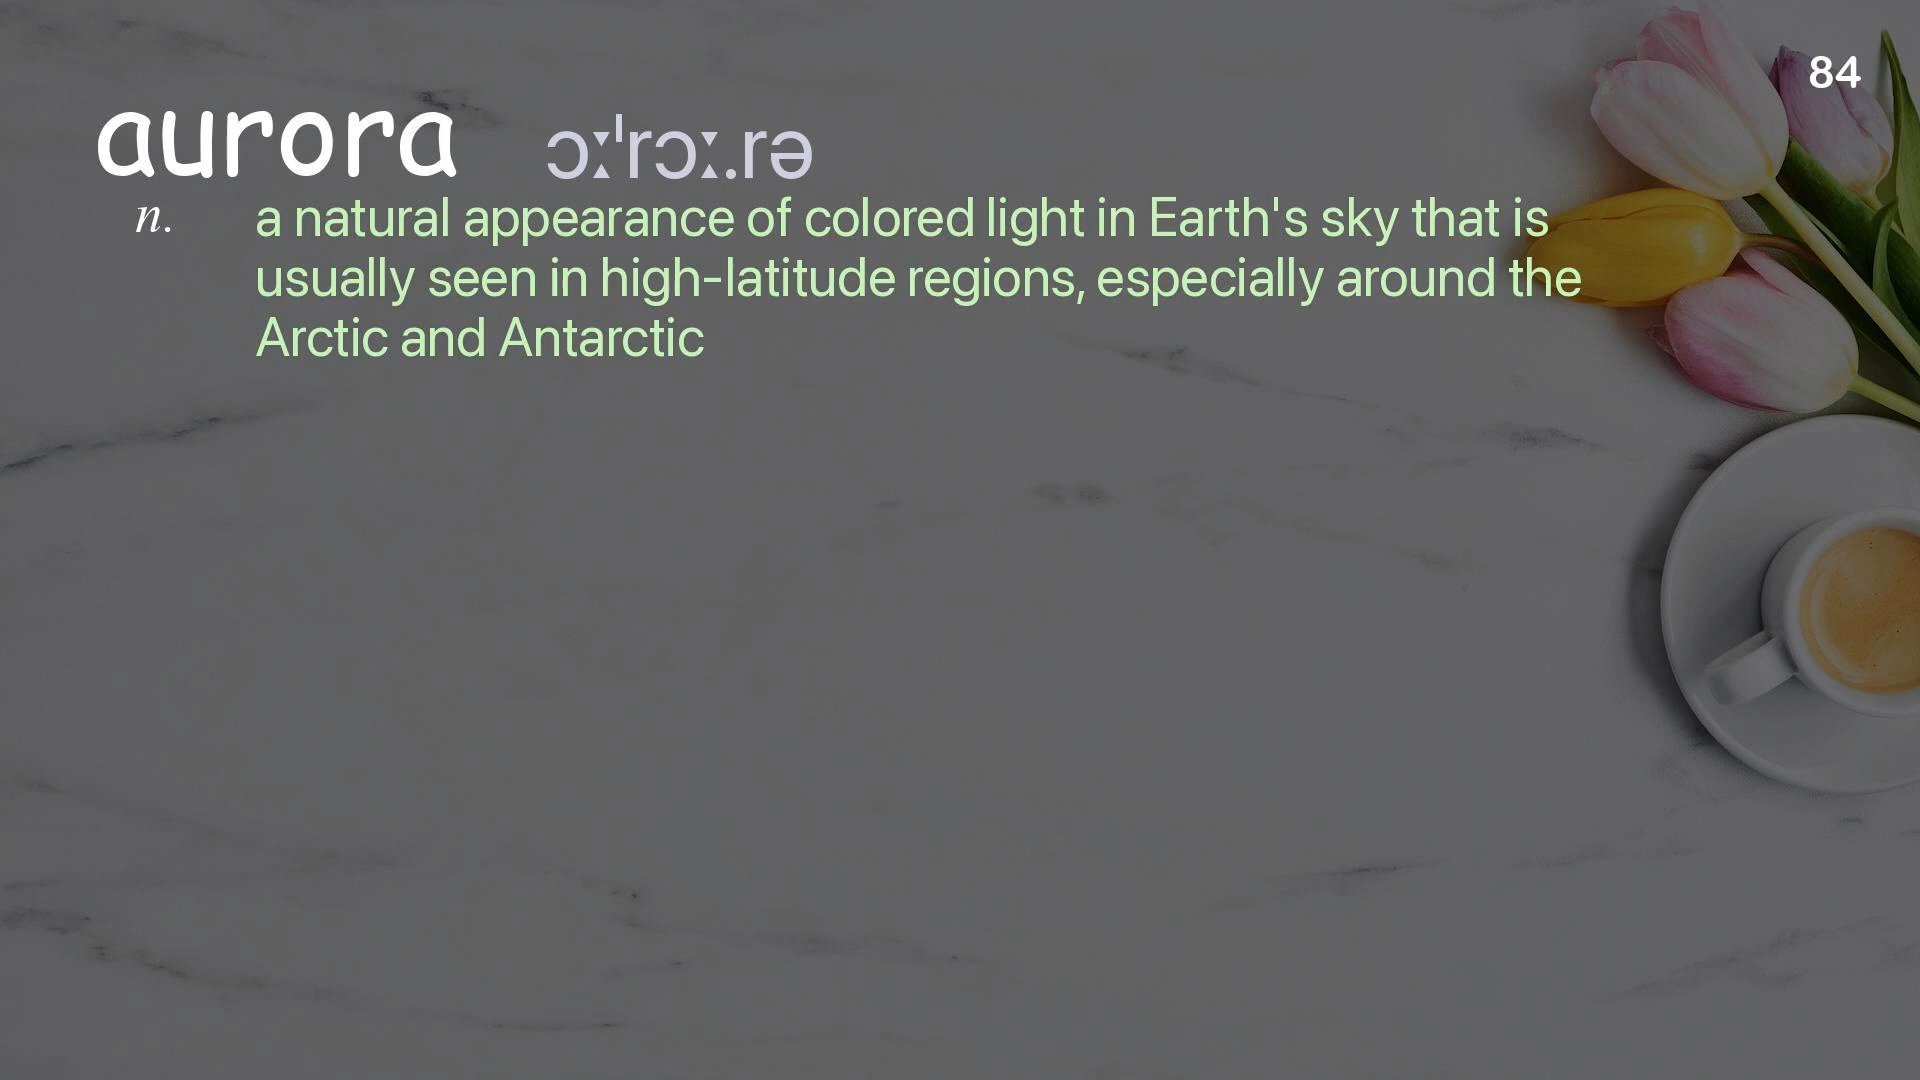 84
aurora ɔːˈrɔː.rə
n. a natural appearance of colored light in Earth's sky that is
usually seen in high-latitude regions, especially around the
Arctic and Antarctic